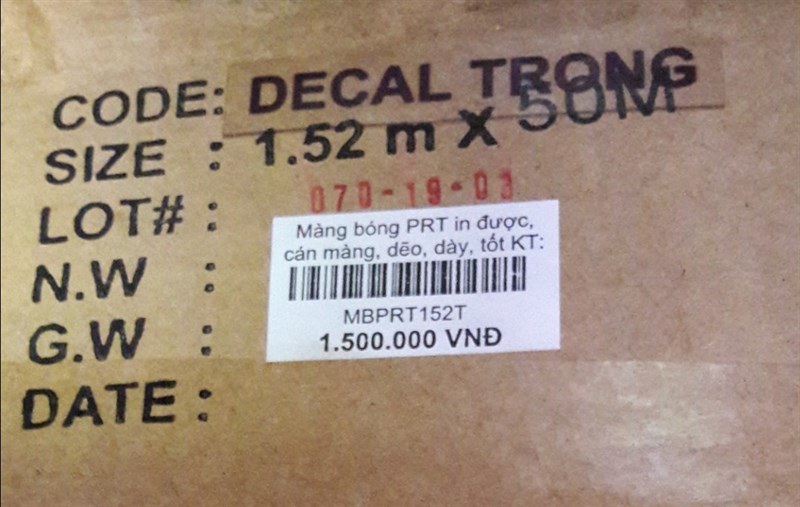 CODE: DECAL TRONG
SIZE : 1.52 m X 50M
LOT# : 070-19-03
Màng bóng PRT in được,
cán màng, dẽo, dày, tốt KT:
MBPRT152T
1.500.000 VNĐ
N.W :
G.W :
DATE :